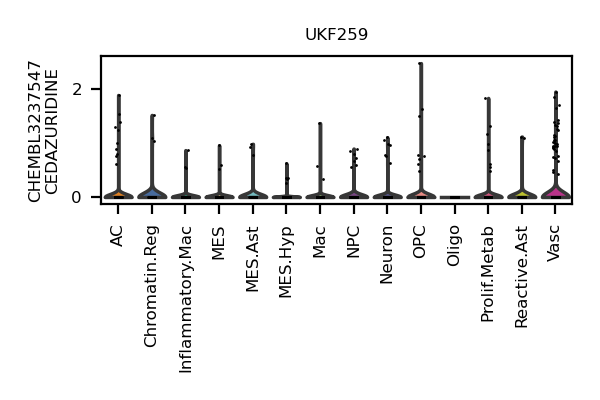 UKF259
CHEMBL3237547
CEDAZURIDINE
2
0
AC
Chromatin.Reg
Inflammatory.Mac
MES
MES.Ast
MES.Hyp
Mac
NPC
Neuron
OPC
Oligo
Prolif.Metab
Reactive.Ast
Vasc